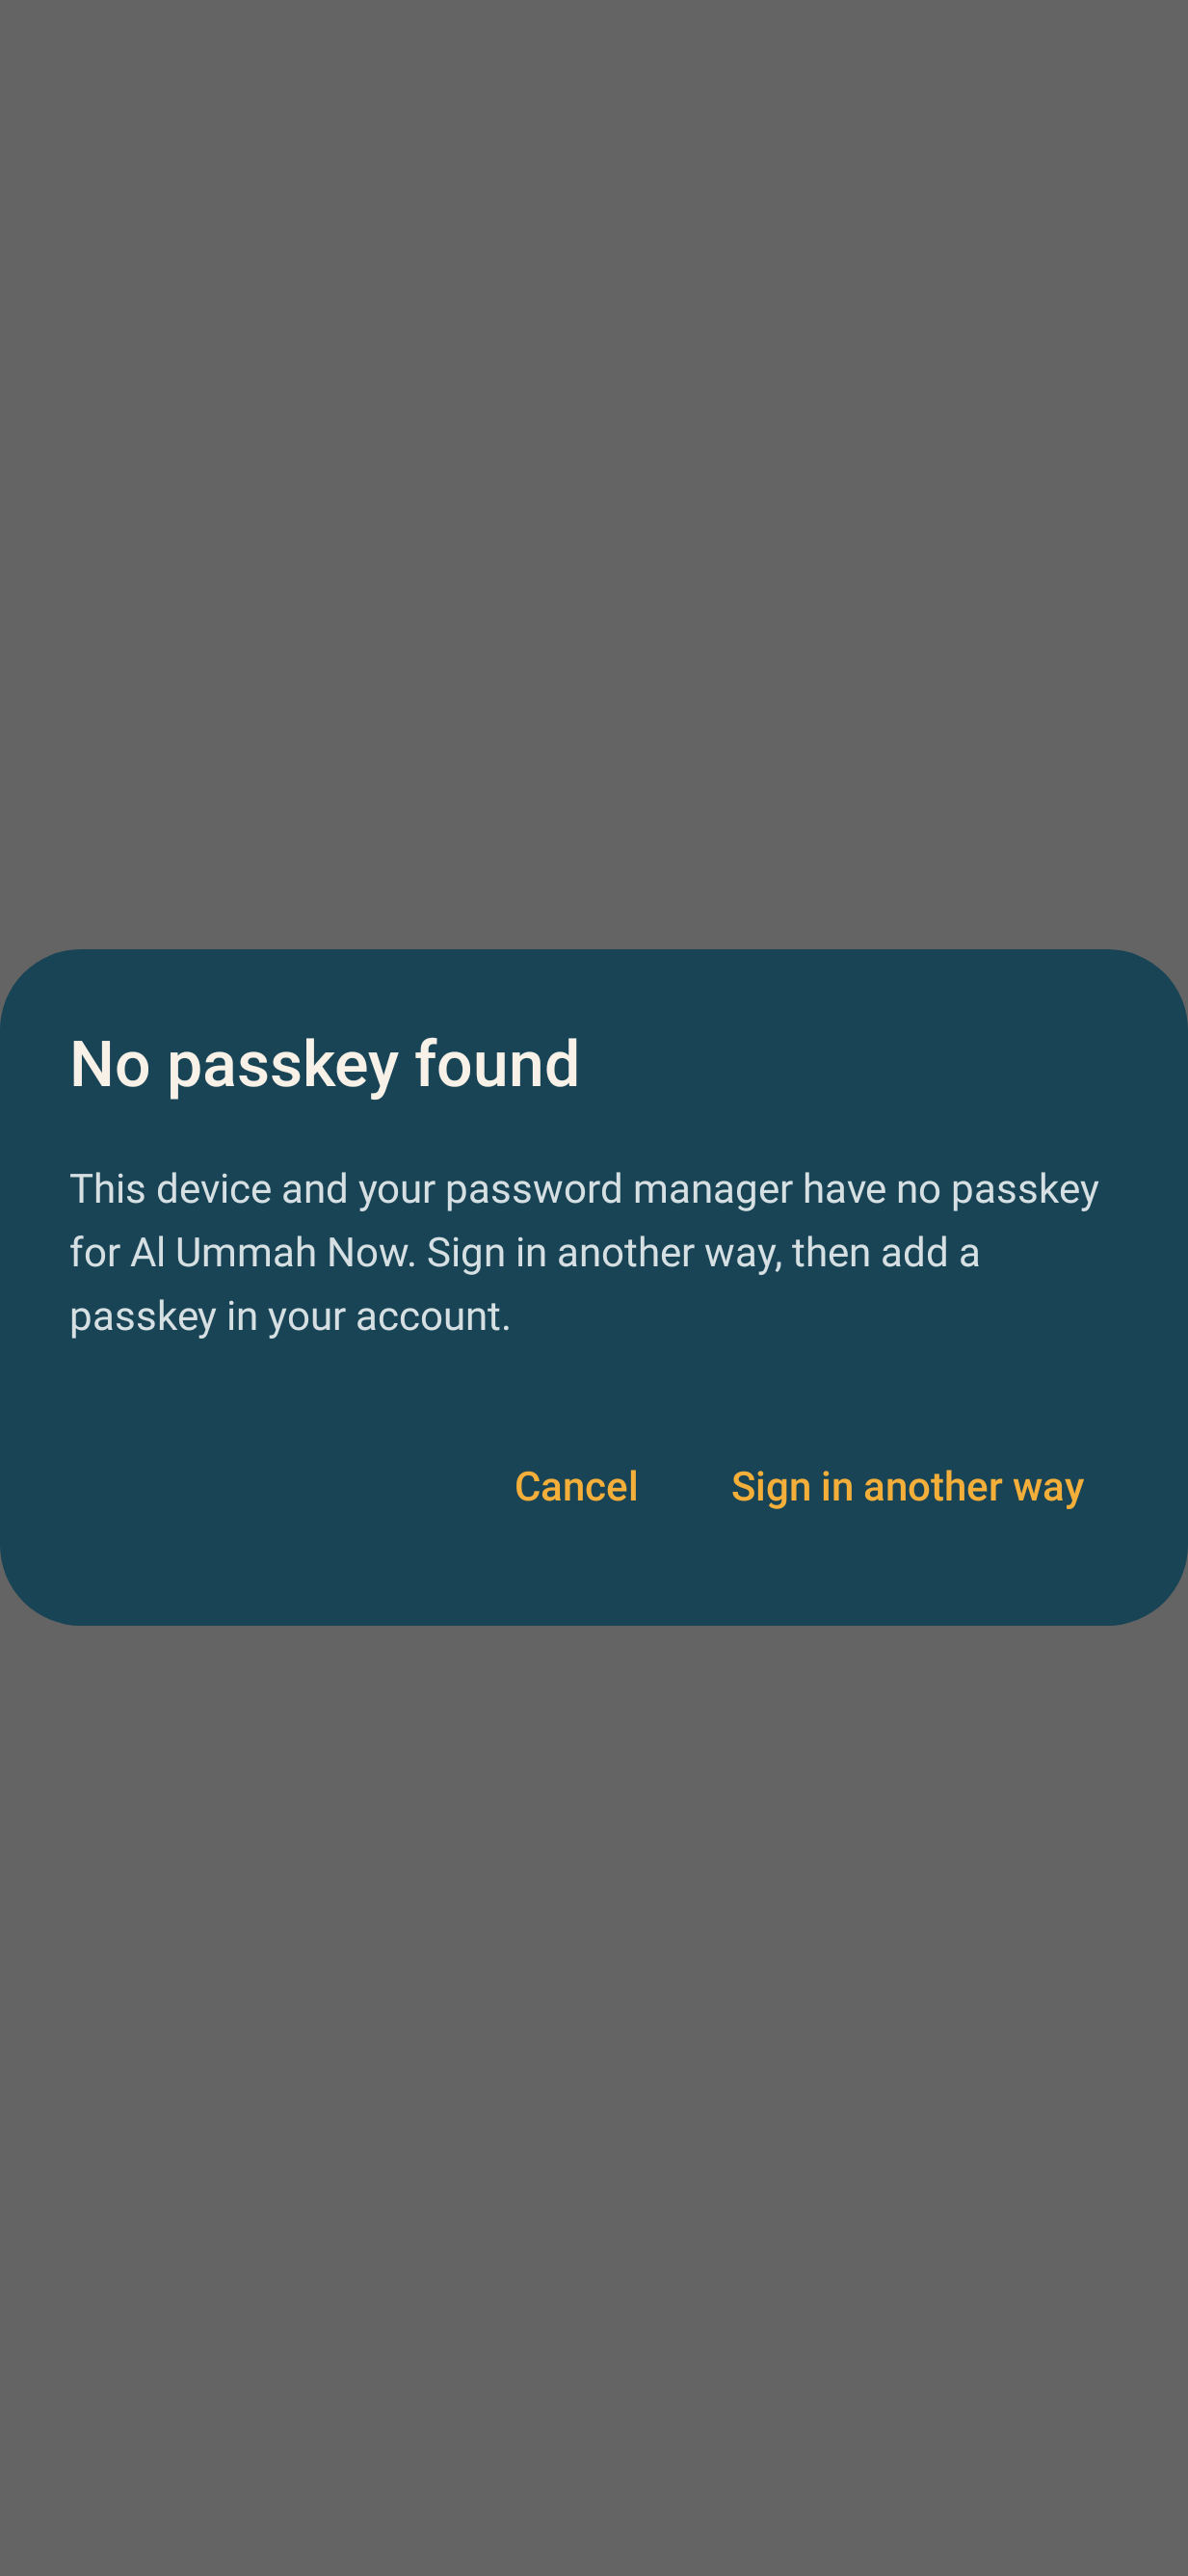 No passkey found
This device and your password manager have no passkey
for Al Ummah Now. Sign in another way, then add a
passkey in your account.
Cancel
Sign in another way